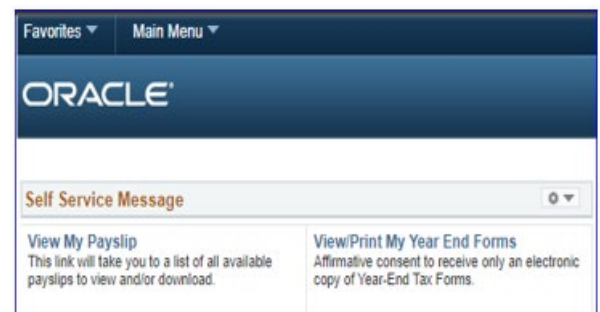 Favorites Main Menu
ORACLE'
Self Service Message
View My Payslip
This link will take you to a list of all available
payslips to view and/or download.
View/Print My Year End Forms
Affirmative consent to receive only an electronic
copy of Year-End Tax Forms.